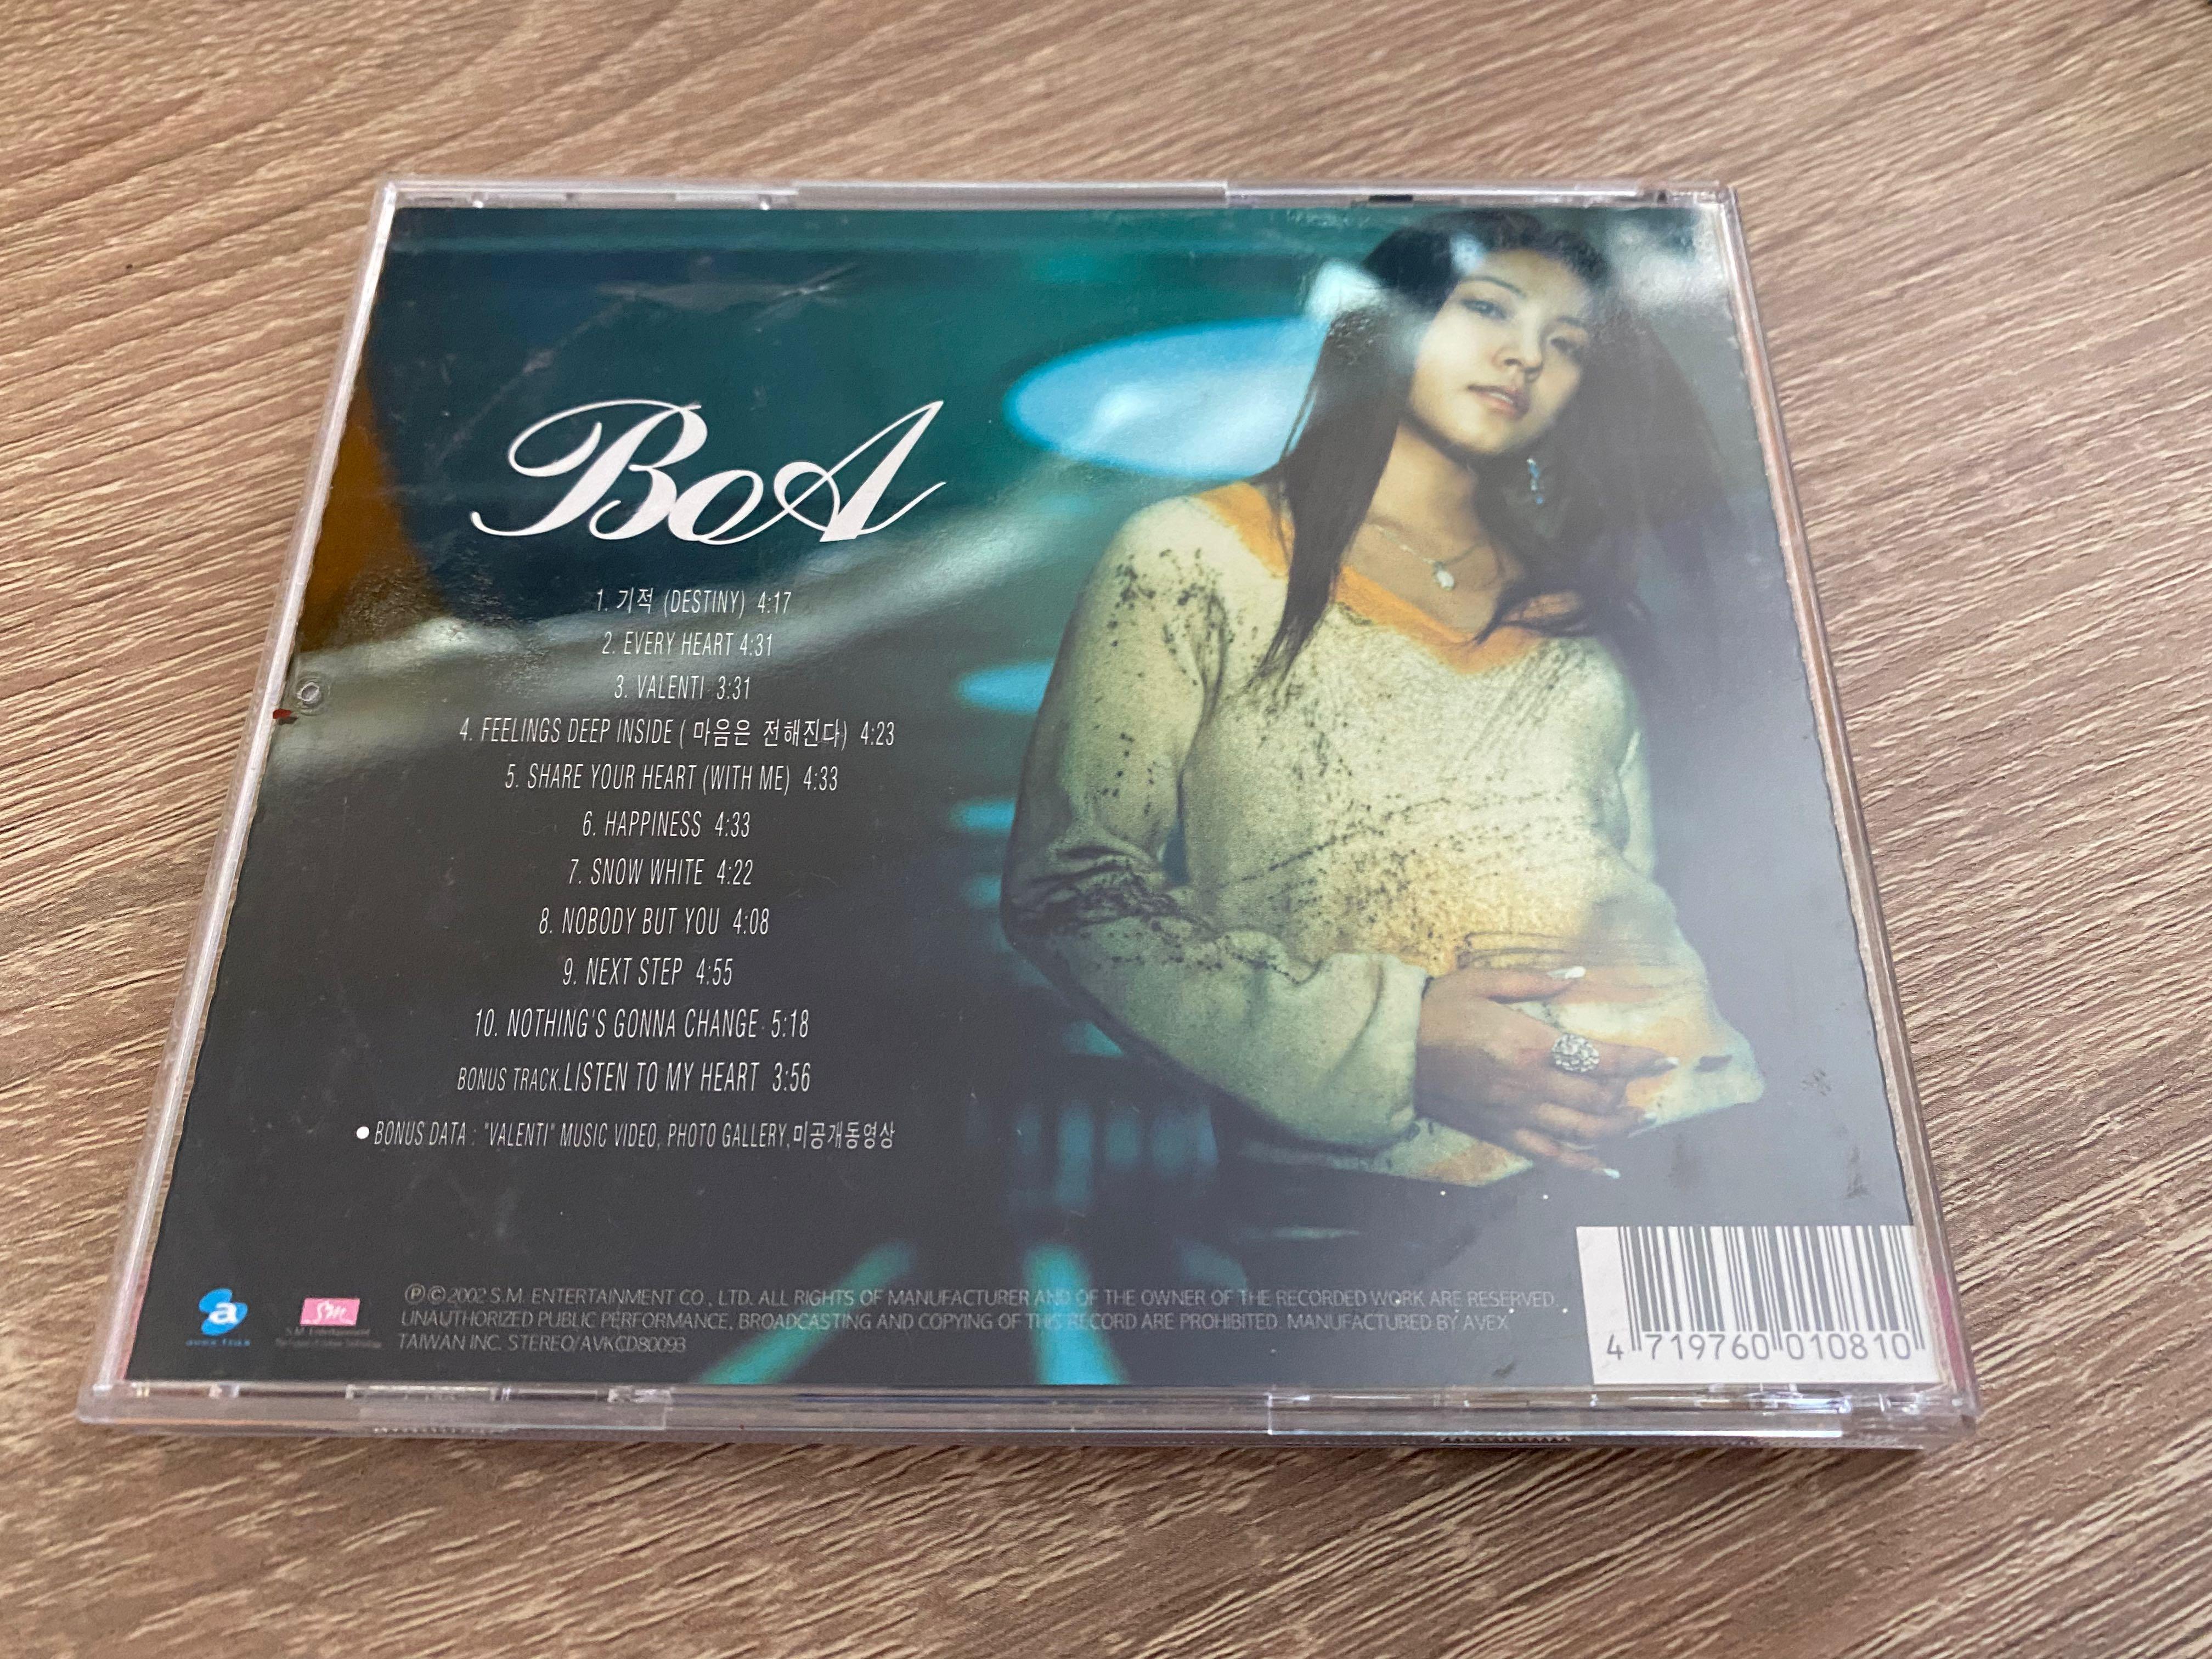 BoA
1. 기적 (DESTINY) 4:17
2. EVERY HEART 4:31
3. VALENTI 3:31
4. FEELINGS DEEP INSIDE ( 마음은 전해진다) 4:23
5. SHARE YOUR HEART (WITH ME) 4:33
6. HAPPINESS 4:33
7. SNOW WHITE 4:22
8. NOBODY BUT YOU 4:08
9. NEXT STEP 4:55
10. NOTHING'S GONNA CHANGE 5:18
BONUS TRACK.LISTEN TO MY HEART 3:56
● BONUS DATA : "VALENTI" MUSIC VIDEO, PHOTO GALLERY,미공개동영상
a
avex trax
SM
S.M. Entertainment
℗©2002 S.M. ENTERTAINMENT CO., LTD. ALL RIGHTS OF MANUFACTURER AND OF THE OWNER OF THE RECORDED WORK ARE RESERVED.
UNAUTHORIZED PUBLIC PERFORMANCE, BROADCASTING AND COPYING OF THIS RECORD ARE PROHIBITED. MANUFACTURED BY AVEX
TAIWAN INC. STEREO/AVKCD80093
4 719760 010810